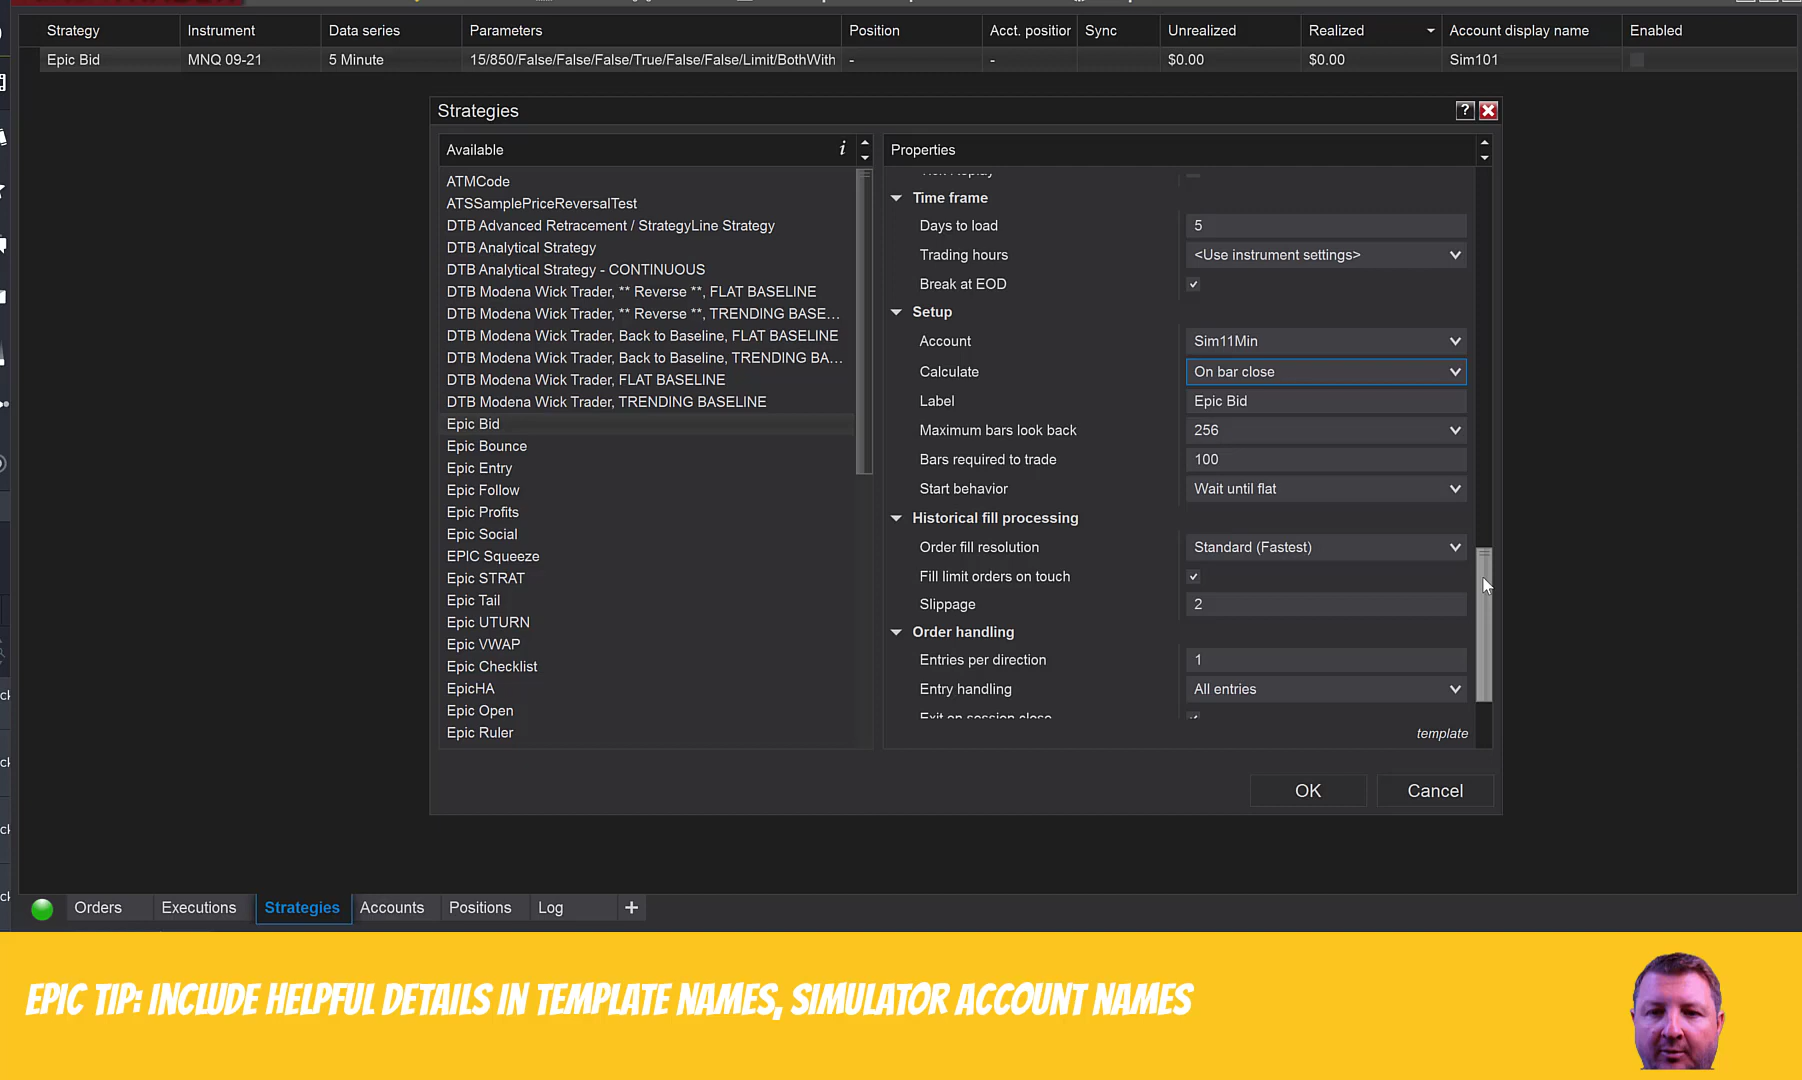 Strategy Instrument Data series Parameters Position Acct. position Sync Unrealized Realized Account display name Enabled
Epic Bid MNQ 09-21 5 Minute 15/850/False/False/False/True/False/False/Limit/BothWith - - $0.00 $0.00 Sim101
Strategies
?
Available i
ATMCode
ATSSamplePriceReversalTest
DTB Advanced Retracement / StrategyLine Strategy
DTB Analytical Strategy
DTB Analytical Strategy - CONTINUOUS
DTB Modena Wick Trader, ** Reverse **, FLAT BASELINE
DTB Modena Wick Trader, ** Reverse **, TRENDING BASE...
DTB Modena Wick Trader, Back to Baseline, FLAT BASELINE
DTB Modena Wick Trader, Back to Baseline, TRENDING BA...
DTB Modena Wick Trader, FLAT BASELINE
DTB Modena Wick Trader, TRENDING BASELINE
Epic Bid
Epic Bounce
Epic Entry
Epic Follow
Epic Profits
Epic Social
EPIC Squeeze
Epic STRAT
Epic Tail
Epic UTURN
Epic VWAP
Epic Checklist
EpicHA
Epic Open
Epic Ruler
Properties
Time frame
Days to load 5
Trading hours <Use instrument settings>
Break at EOD
Setup
Account Sim11Min
Calculate On bar close
Label Epic Bid
Maximum bars look back 256
Bars required to trade 100
Start behavior Wait until flat
Historical fill processing
Order fill resolution Standard (Fastest)
Fill limit orders on touch
Slippage 2
Order handling
Entries per direction 1
Entry handling All entries
Exit on session close
template
OK Cancel
Orders Executions Strategies Accounts Positions Log +
EPIC TIP: INCLUDE HELPFUL DETAILS IN TEMPLATE NAMES, SIMULATOR ACCOUNT NAMES